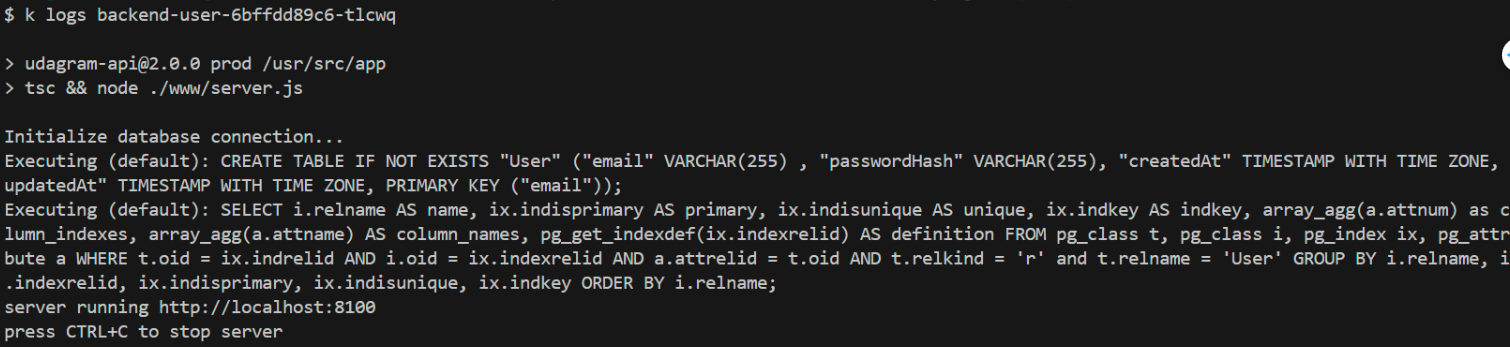 $ k logs backend-user-6bffdd89c6-tlcwq
> udagram-api@2.0.0 prod /usr/src/app
> tsc && node ./www/server.js
Initialize database connection...
Executing (default): CREATE TABLE IF NOT EXISTS "User" ("email" VARCHAR(255) , "passwordHash" VARCHAR(255), "createdAt" TIMESTAMP WITH TIME ZONE,
updatedAt" TIMESTAMP WITH TIME ZONE, PRIMARY KEY ("email"));
Executing (default): SELECT i.relname AS name, ix.indisprimary AS primary, ix.indisunique AS unique, ix.indkey AS indkey, array_agg(a.attnum) as c
lumn_indexes, array_agg(a.attname) AS column_names, pg_get_indexdef(ix.indexrelid) AS definition FROM pg_class t, pg_class i, pg_index ix, pg_attr
bute a WHERE t.oid = ix.indrelid AND i.oid = ix.indexrelid AND a.attrelid = t.oid AND t.relkind = 'r' and t.relname = 'User' GROUP BY i.relname, i
.indexrelid, ix.indisprimary, ix.indisunique, ix.indkey ORDER BY i.relname;
server running http://localhost:8100
press CTRL+C to stop server